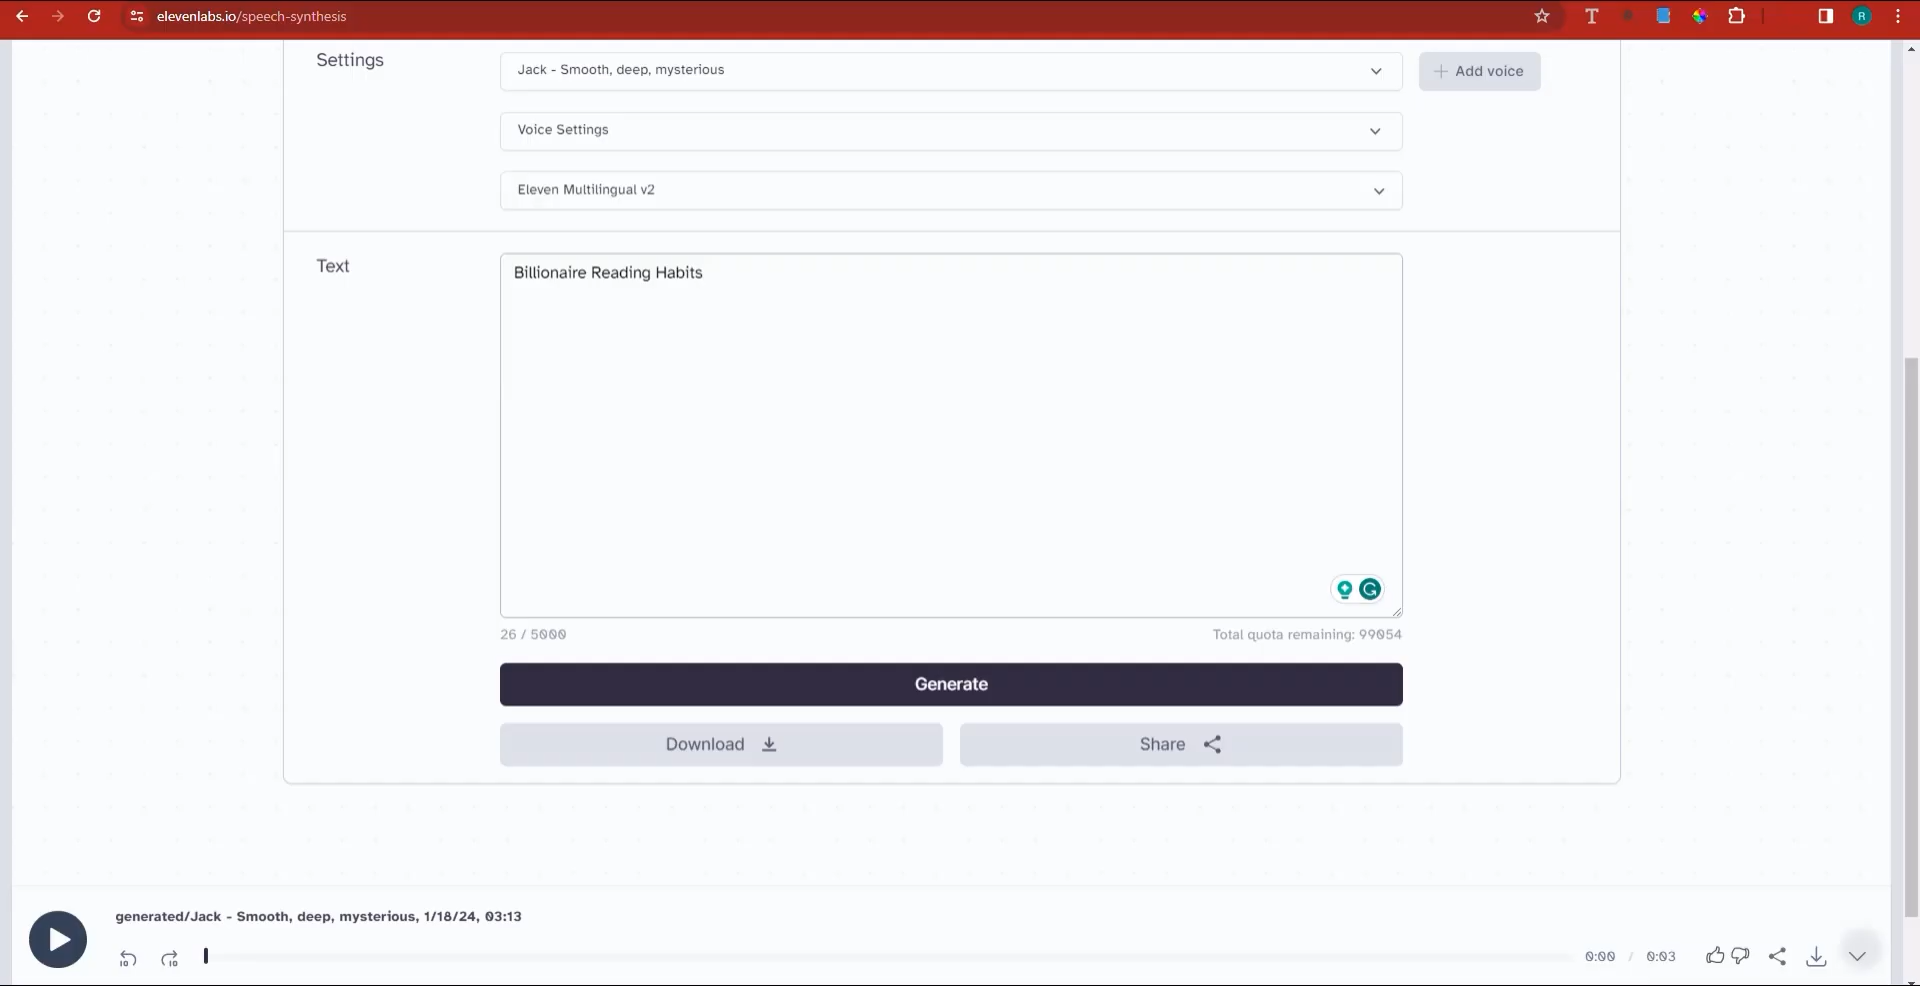 elevenlabs.io/speech-synthesis
T
R
Settings
Jack - Smooth, deep, mysterious
+ Add voice
Voice Settings
Eleven Multilingual v2
Text
Billionaire Reading Habits
26 / 5000
Total quota remaining: 99054
Generate
Download
Share
generated/Jack - Smooth, deep, mysterious, 1/18/24, 03:13
10
10
0:00 / 0:03